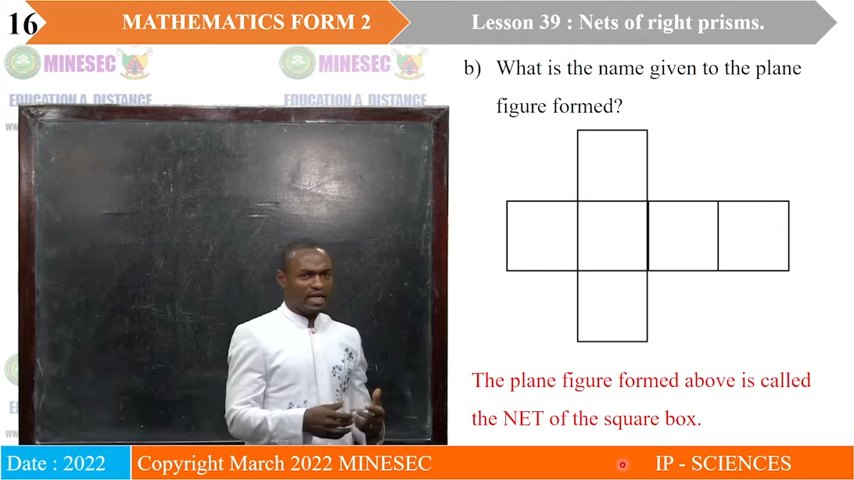 16
MATHEMATICS FORM 2
Lesson 39 : Nets of right prisms.
MINESEC
MINESEC
EDUCATION A DISTANCE
EDUCATION A DISTANCE
b) What is the name given to the plane
figure formed?
The plane figure formed above is called
the NET of the square box.
Date : 2022
Copyright March 2022 MINESEC
IP - SCIENCES